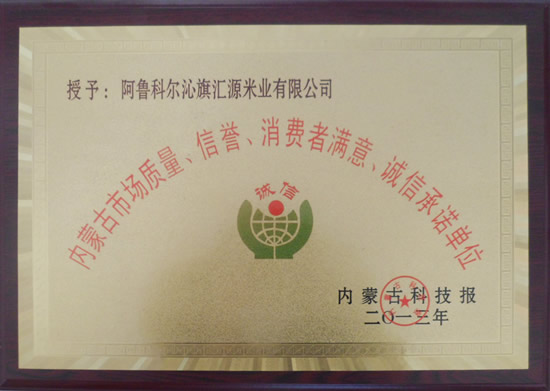 授予：阿鲁科尔沁旗汇源米业有限公司
内蒙古市场质量、信誉、消费者满意、诚信承诺单位
诚信
内蒙古科技报
二〇一三年